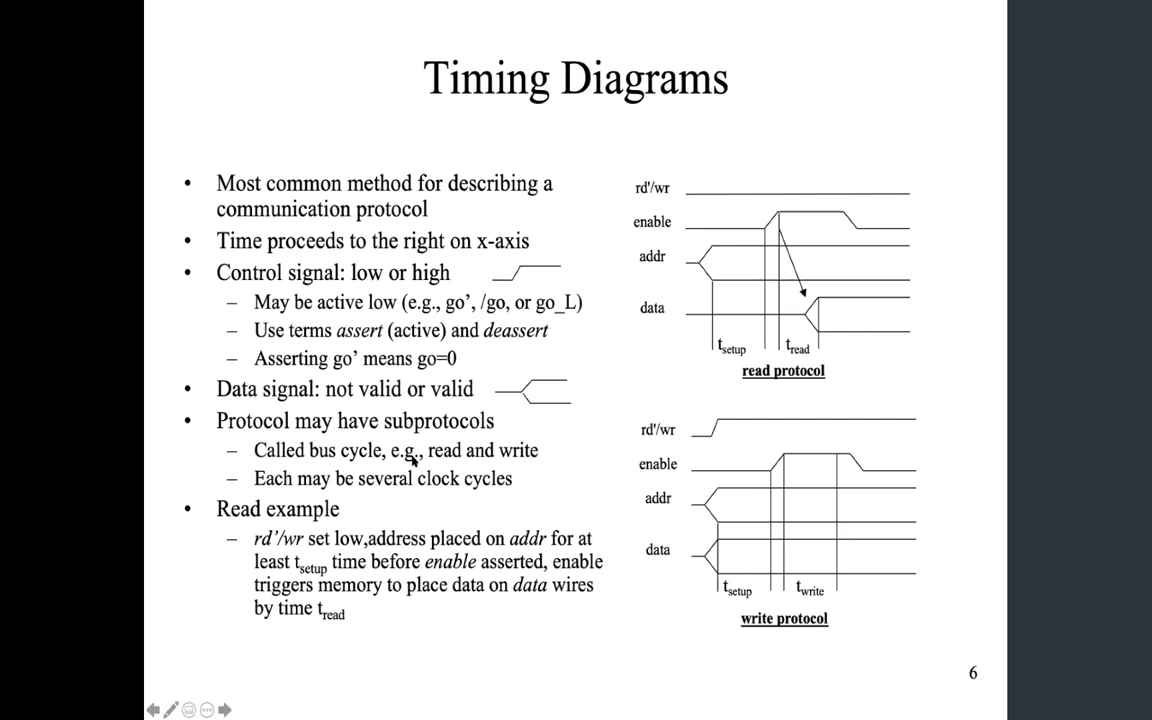 Timing Diagrams
• Most common method for describing a
communication protocol
• Time proceeds to the right on x-axis
• Control signal: low or high
– May be active low (e.g., go’, /go, or go_L)
– Use terms assert (active) and deassert
– Asserting go’ means go=0
• Data signal: not valid or valid
• Protocol may have subprotocols
– Called bus cycle, e.g., read and write
– Each may be several clock cycles
• Read example
– rd’/wr set low,address placed on addr for at
least tsetup time before enable asserted, enable
triggers memory to place data on data wires
by time tread
rd'/wr
enable
addr
data
tsetup tread
read protocol
rd'/wr
enable
addr
data
tsetup twrite
write protocol
6